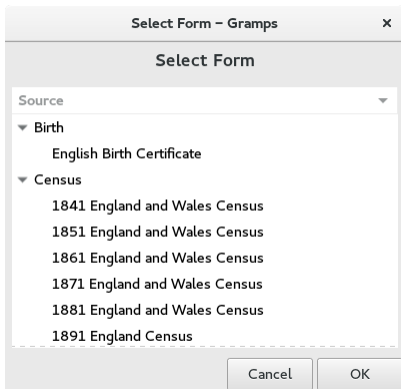 Select Form – Gramps ×
Select Form
Source
Birth
English Birth Certificate
Census
1841 England and Wales Census
1851 England and Wales Census
1861 England and Wales Census
1871 England and Wales Census
1881 England and Wales Census
1891 England Census
Cancel OK